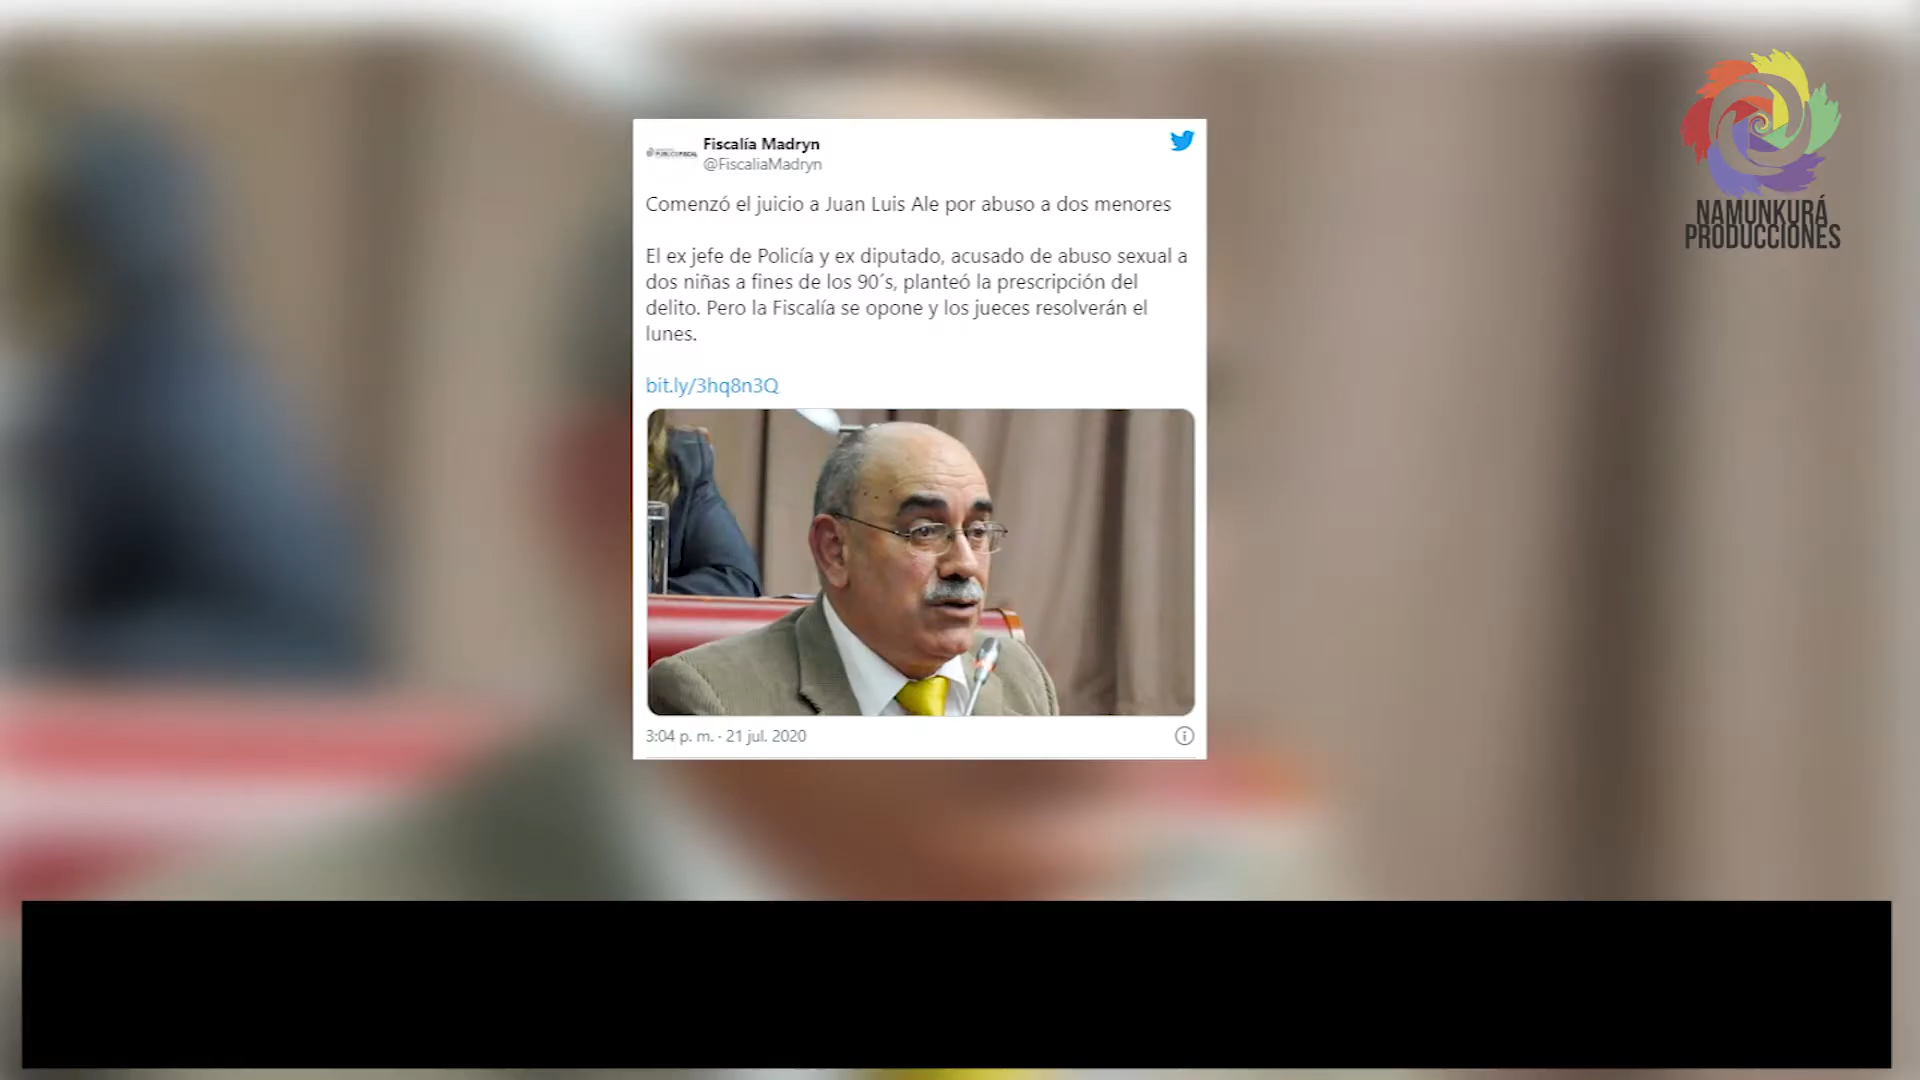 Fiscalía Madryn
@FiscaliaMadryn
Comenzó el juicio a Juan Luis Ale por abuso a dos menores
El ex jefe de Policía y ex diputado, acusado de abuso sexual a
dos niñas a fines de los 90´s, planteó la prescripción del
delito. Pero la Fiscalía se opone y los jueces resolverán el
lunes.
bit.ly/3hq8n3Q
3:04 p. m. · 21 jul. 2020
NAMUNKURÁ
PRODUCCIONES